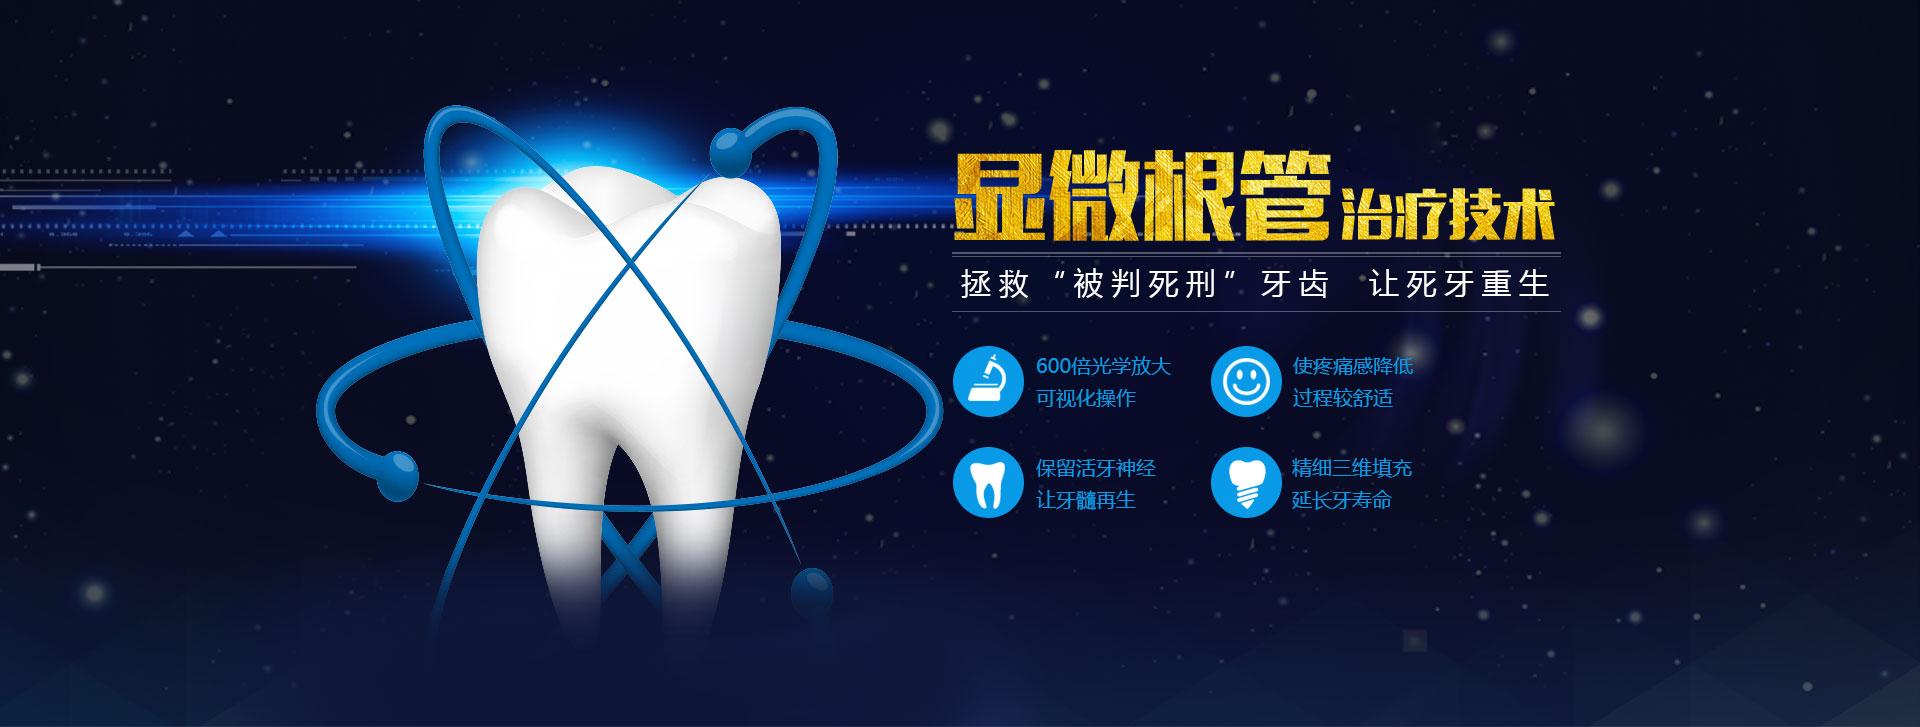 显微根管治疗技术
拯救“被判死刑”牙齿 让死牙重生
600倍光学放大
可视化操作
使疼痛感降低
过程较舒适
保留活牙神经
让牙髓再生
精细三维填充
延长牙寿命